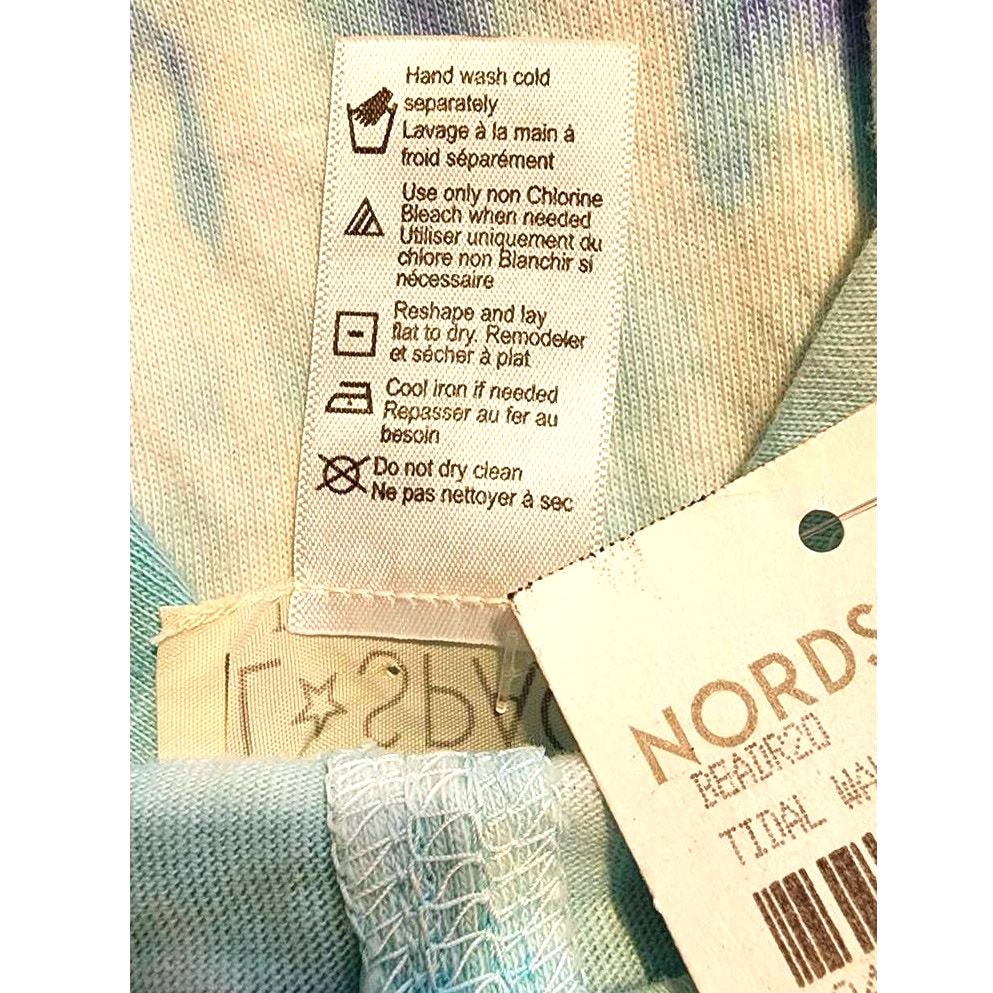 Hand wash cold
separately
Lavage à la main à
froid séparément
Use only non Chlorine
Bleach when needed
Utiliser uniquement du
chlore non Blanchir si
nécessaire
Reshape and lay
flat to dry. Remodeler
et sécher à plat
Cool iron if needed
Repasser au fer au
besoin
Do not dry clean
Ne pas nettoyer à sec
NORDS
BEADR20
TIDAL WA